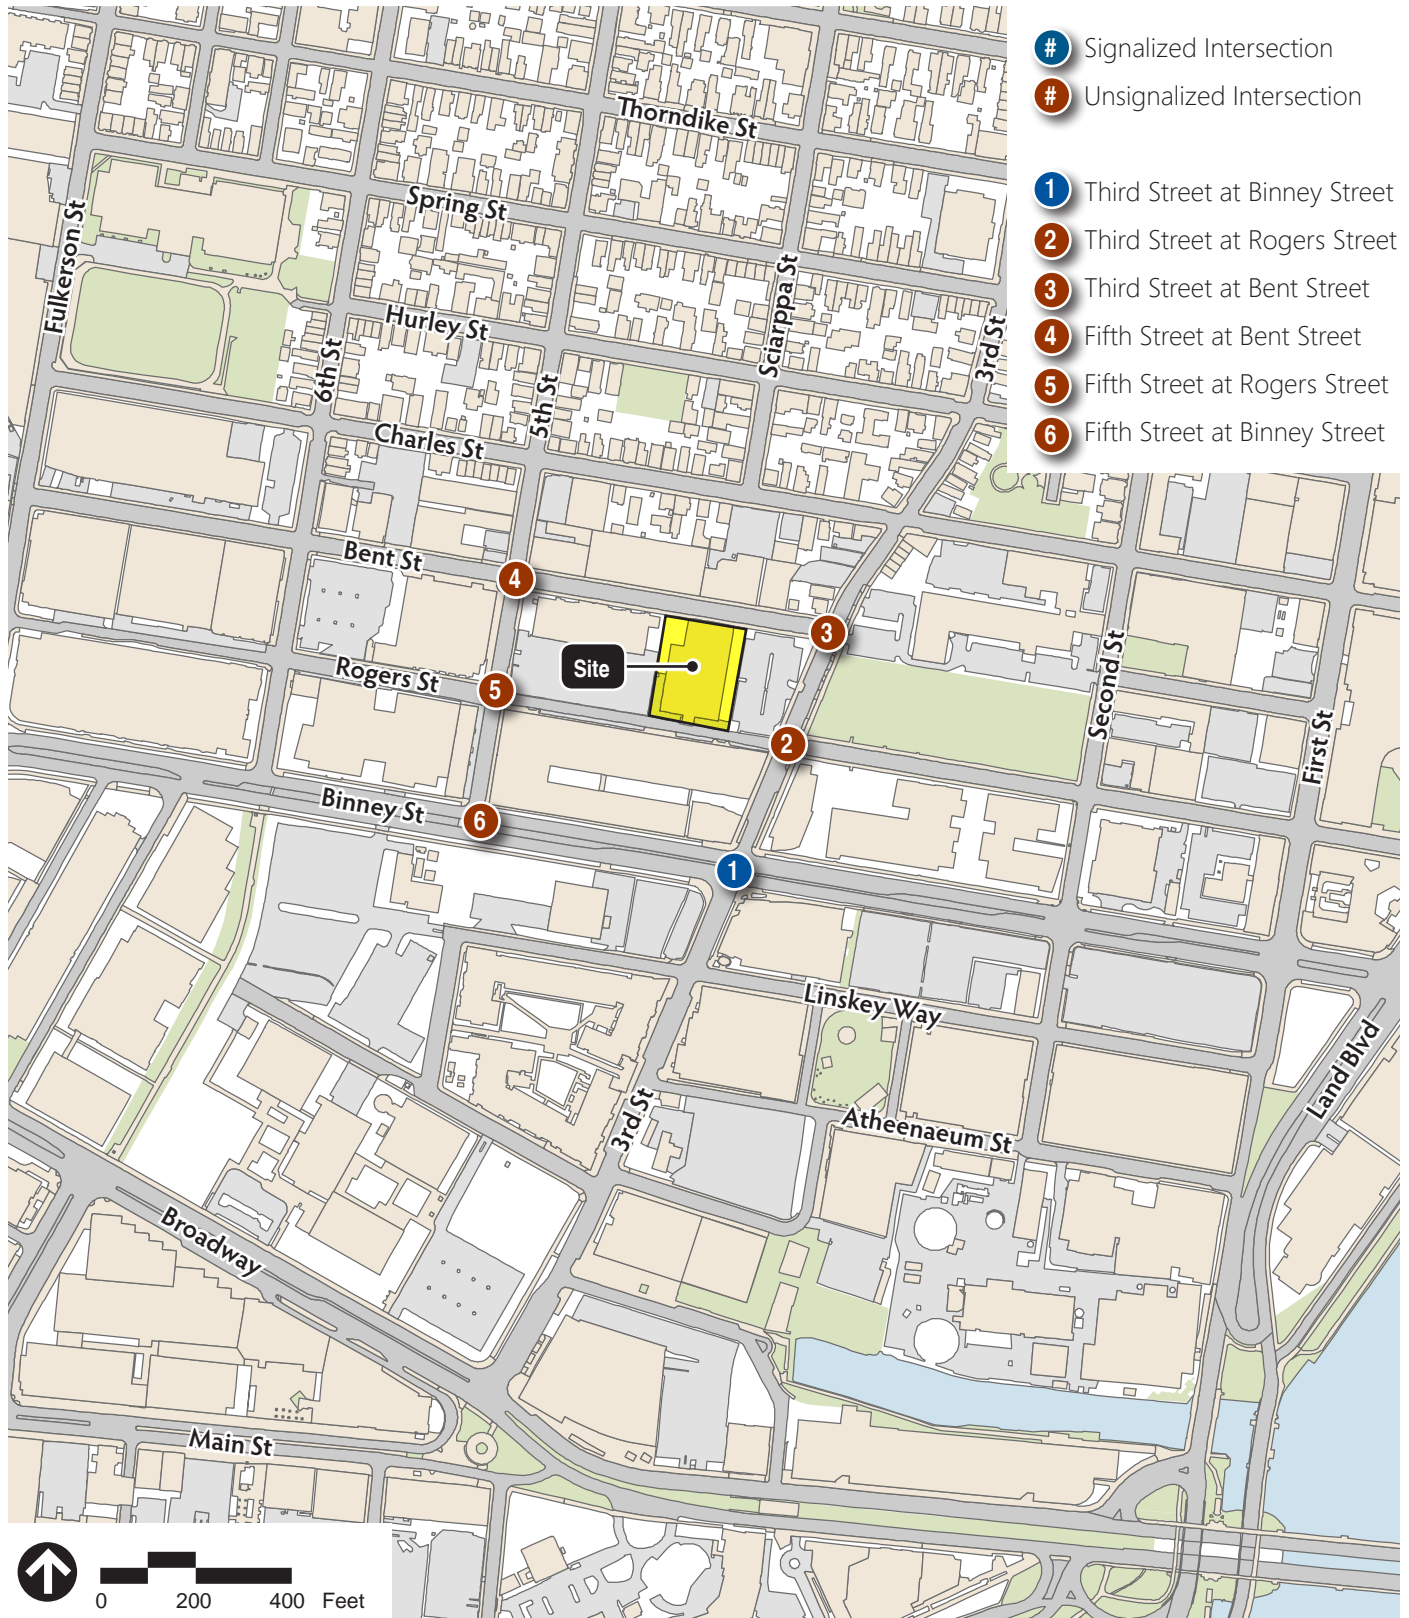 # Signalized Intersection
# Unsignalized Intersection
1 Third Street at Binney Street
2 Third Street at Rogers Street
3 Third Street at Bent Street
4 Fifth Street at Bent Street
5 Fifth Street at Rogers Street
6 Fifth Street at Binney Street
Thorndike St
Spring St
Fulkerson St
Sciarppa St
Hurley St
3rd St
6th St
5th St
Charles St
Bent St
4
3
Site
Rogers St
5
Second St
2
First St
Binney St
6
1
Linskey Way
Land Blvd
3rd St
Atheenaeum St
Broadway
Main St
0 200 400 Feet